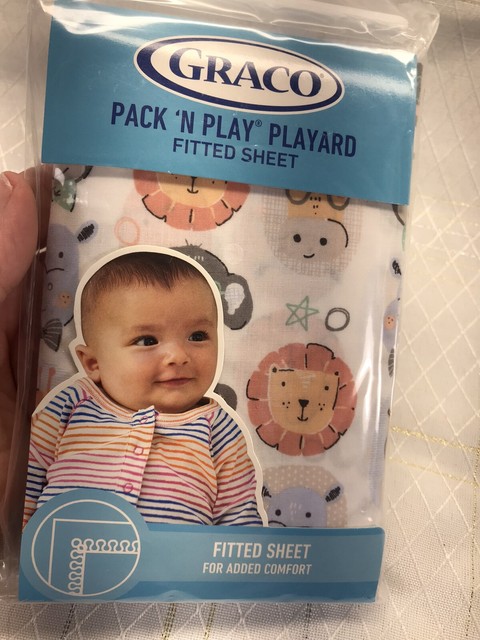 GRACO®
PACK 'N PLAY® PLAYARD
FITTED SHEET
FITTED SHEET
FOR ADDED COMFORT